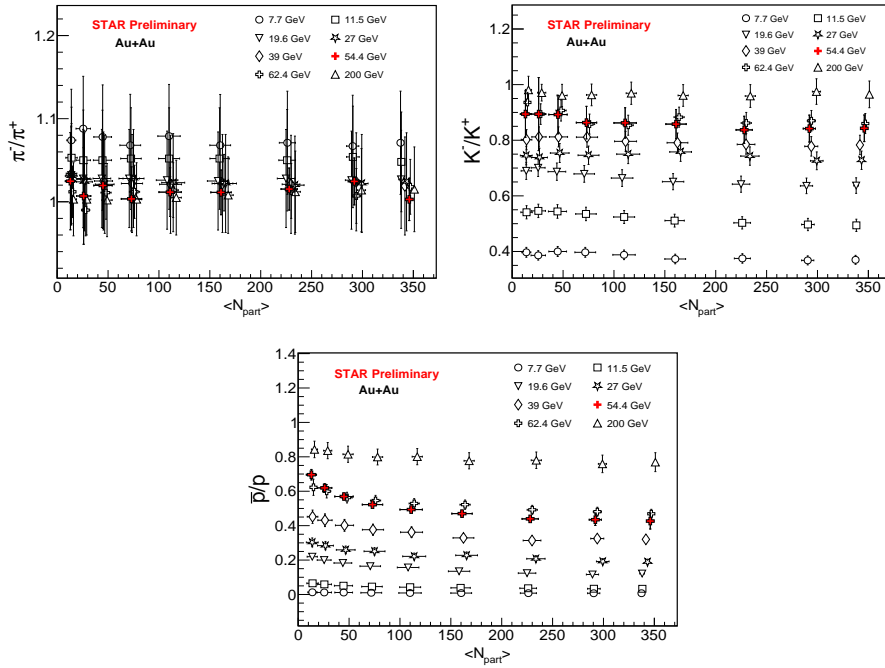 STAR Preliminary
Au+Au
7.7 GeV 11.5 GeV
19.6 GeV 27 GeV
39 GeV 54.4 GeV
62.4 GeV 200 GeV
π⁻/π⁺
1.2
1.1
1.0
0 50 100 150 200 250 300 350
<N_part>
STAR Preliminary
Au+Au
7.7 GeV 11.5 GeV
19.6 GeV 27 GeV
39 GeV 54.4 GeV
62.4 GeV 200 GeV
K⁻/K⁺
1.2
1.0
0.8
0.6
0.4
0 50 100 150 200 250 300 350
<N_part>
STAR Preliminary
Au+Au
7.7 GeV 11.5 GeV
19.6 GeV 27 GeV
39 GeV 54.4 GeV
62.4 GeV 200 GeV
p̅/p
1.4
1.2
1
0.8
0.6
0.4
0.2
0
0 50 100 150 200 250 300 350
<N_part>